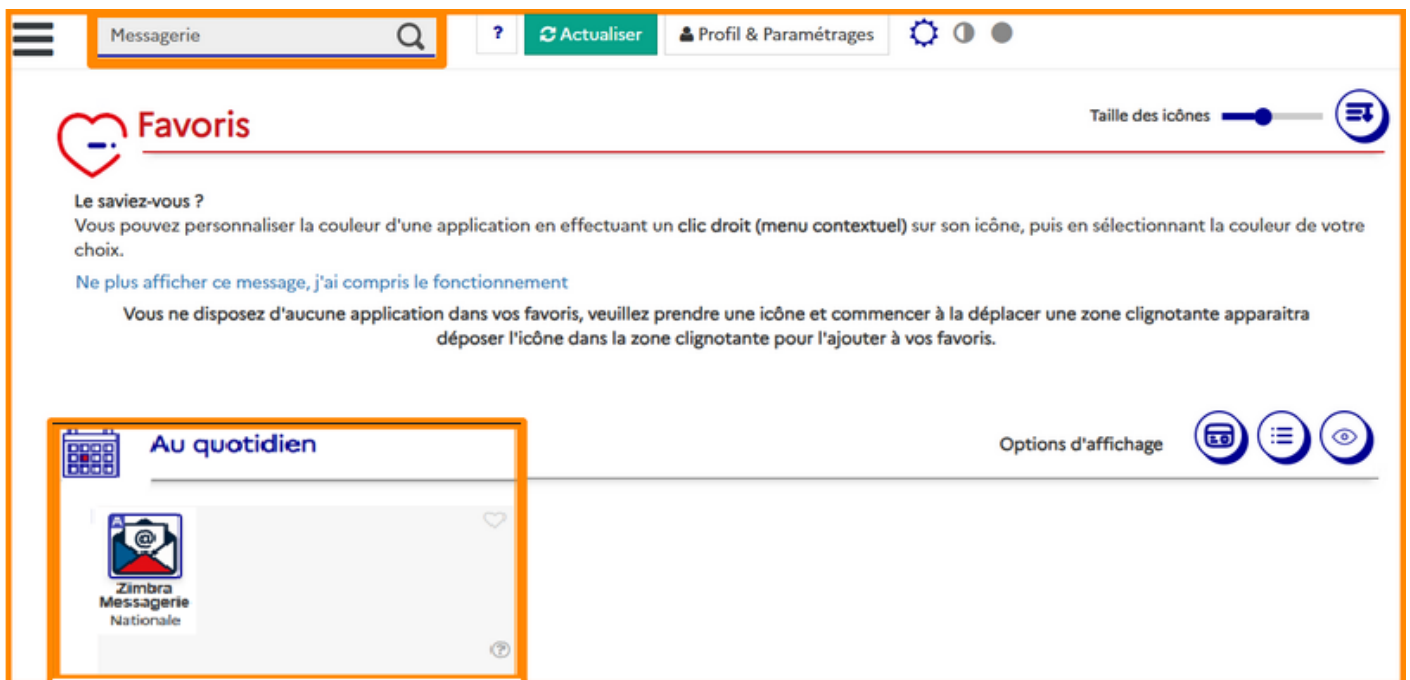 Messagerie
?
Actualiser
Profil & Paramétrages
Favoris
Taille des icônes
Le saviez-vous ?
Vous pouvez personnaliser la couleur d'une application en effectuant un clic droit (menu contextuel) sur son icône, puis en sélectionnant la couleur de votre
choix.
Ne plus afficher ce message, j'ai compris le fonctionnement
Vous ne disposez d'aucune application dans vos favoris, veuillez prendre une icône et commencer à la déplacer une zone clignotante apparaitra
déposer l'icône dans la zone clignotante pour l'ajouter à vos favoris.
Au quotidien
Options d'affichage
A
@
Zimbra
Messagerie
Nationale
?